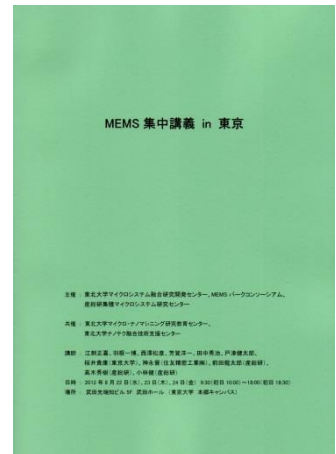 MEMS 集中講義 in 東京
主催 : 東北大学マイクロシステム融合研究開発センター、MEMS パークコンソーシアム、
産総研集積マイクロシステム研究センター
共催 : 東北大学マイクロ・ナノマシニング研究教育センター、
東北大学ナノテク融合技術支援センター
講師 : 江刺正喜、羽根一博、西澤松彦、芳賀洋一、田中秀治、戸津健太郎、
桜井貴康(東京大学)、神永晉(住友精密工業㈱)、前田龍太郎(産総研)、
高木秀樹(産総研)、小林健(産総研)
日時 : 2012 年 8 月 22 日(水)、23 日(木)、24 日(金) 9:30(初日 10:00)~18:00(初日 18:30)
場所 : 武田先端知ビル 5F 武田ホール (東京大学 本郷キャンパス)